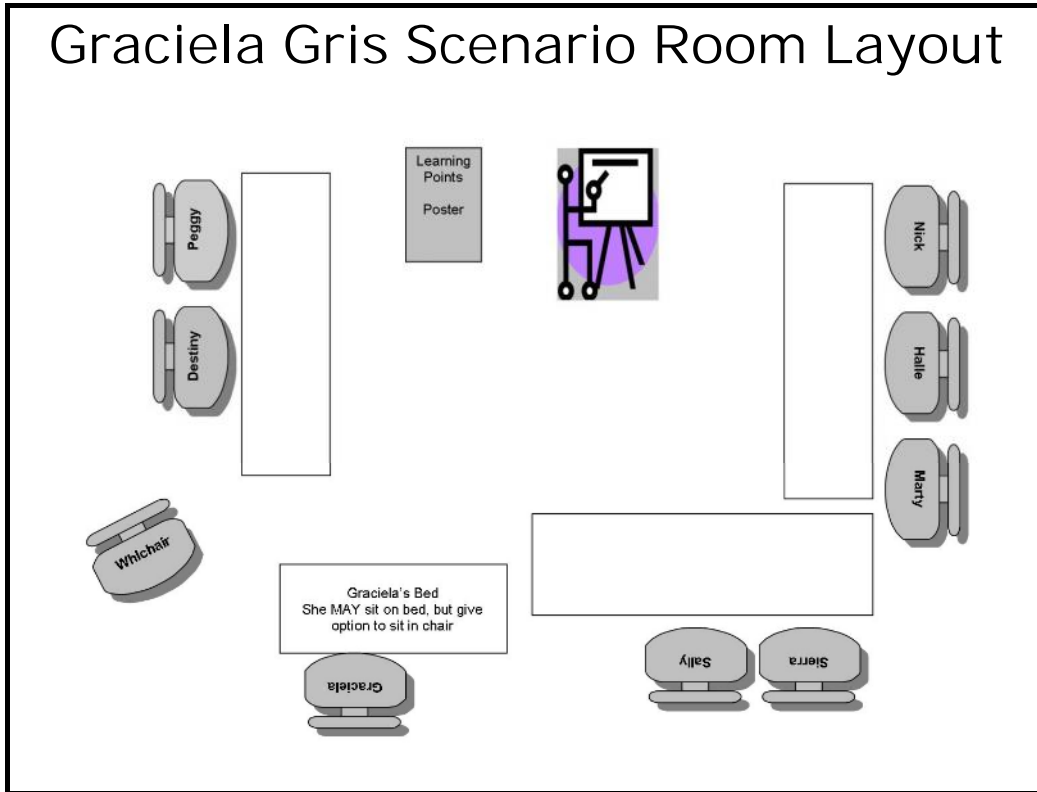 Graciela Gris Scenario Room Layout
Learning
Points
Poster
Peggy
Destiny
Nick
Halle
Marty
Whlchair
Graciela's Bed
She MAY sit on bed, but give
option to sit in chair
Graciela
Sally
Sierra